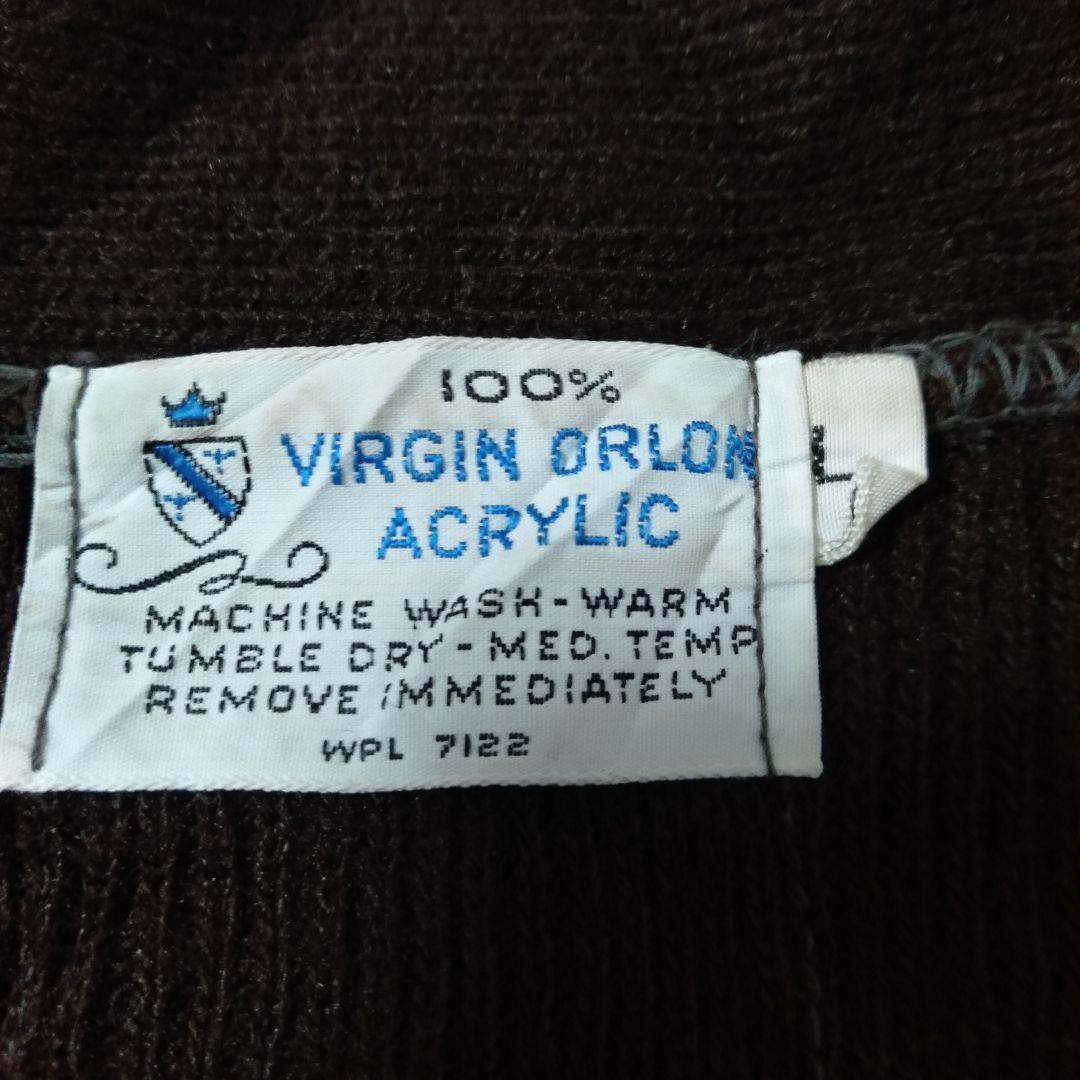 100%
VIRGIN ORLON
ACRYLIC
MACHINE WASH-WARM
TUMBLE DRY-MED. TEMP
REMOVE IMMEDIATELY
WPL 7122